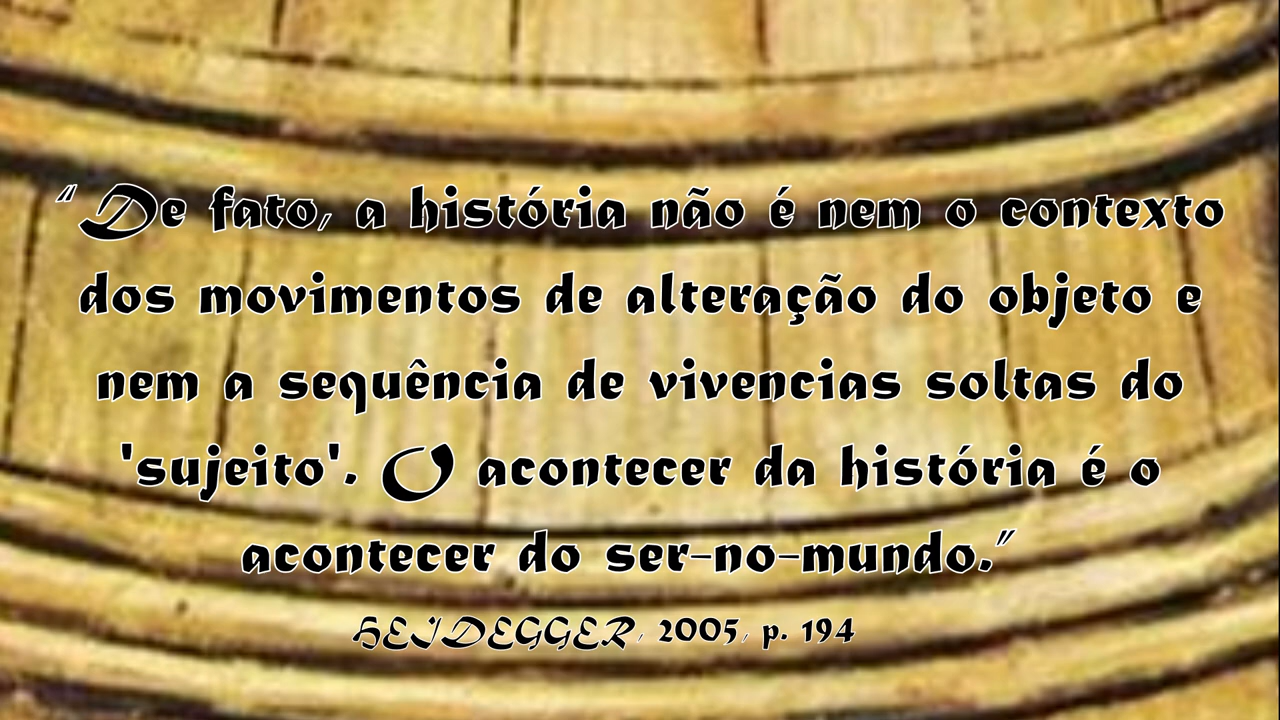 “De fato, a história não é nem o contexto
dos movimentos de alteração do objeto e
nem a sequência de vivencias soltas do
'sujeito'. O acontecer da história é o
acontecer do ser-no-mundo.”
HEIDEGGER, 2005, p. 194